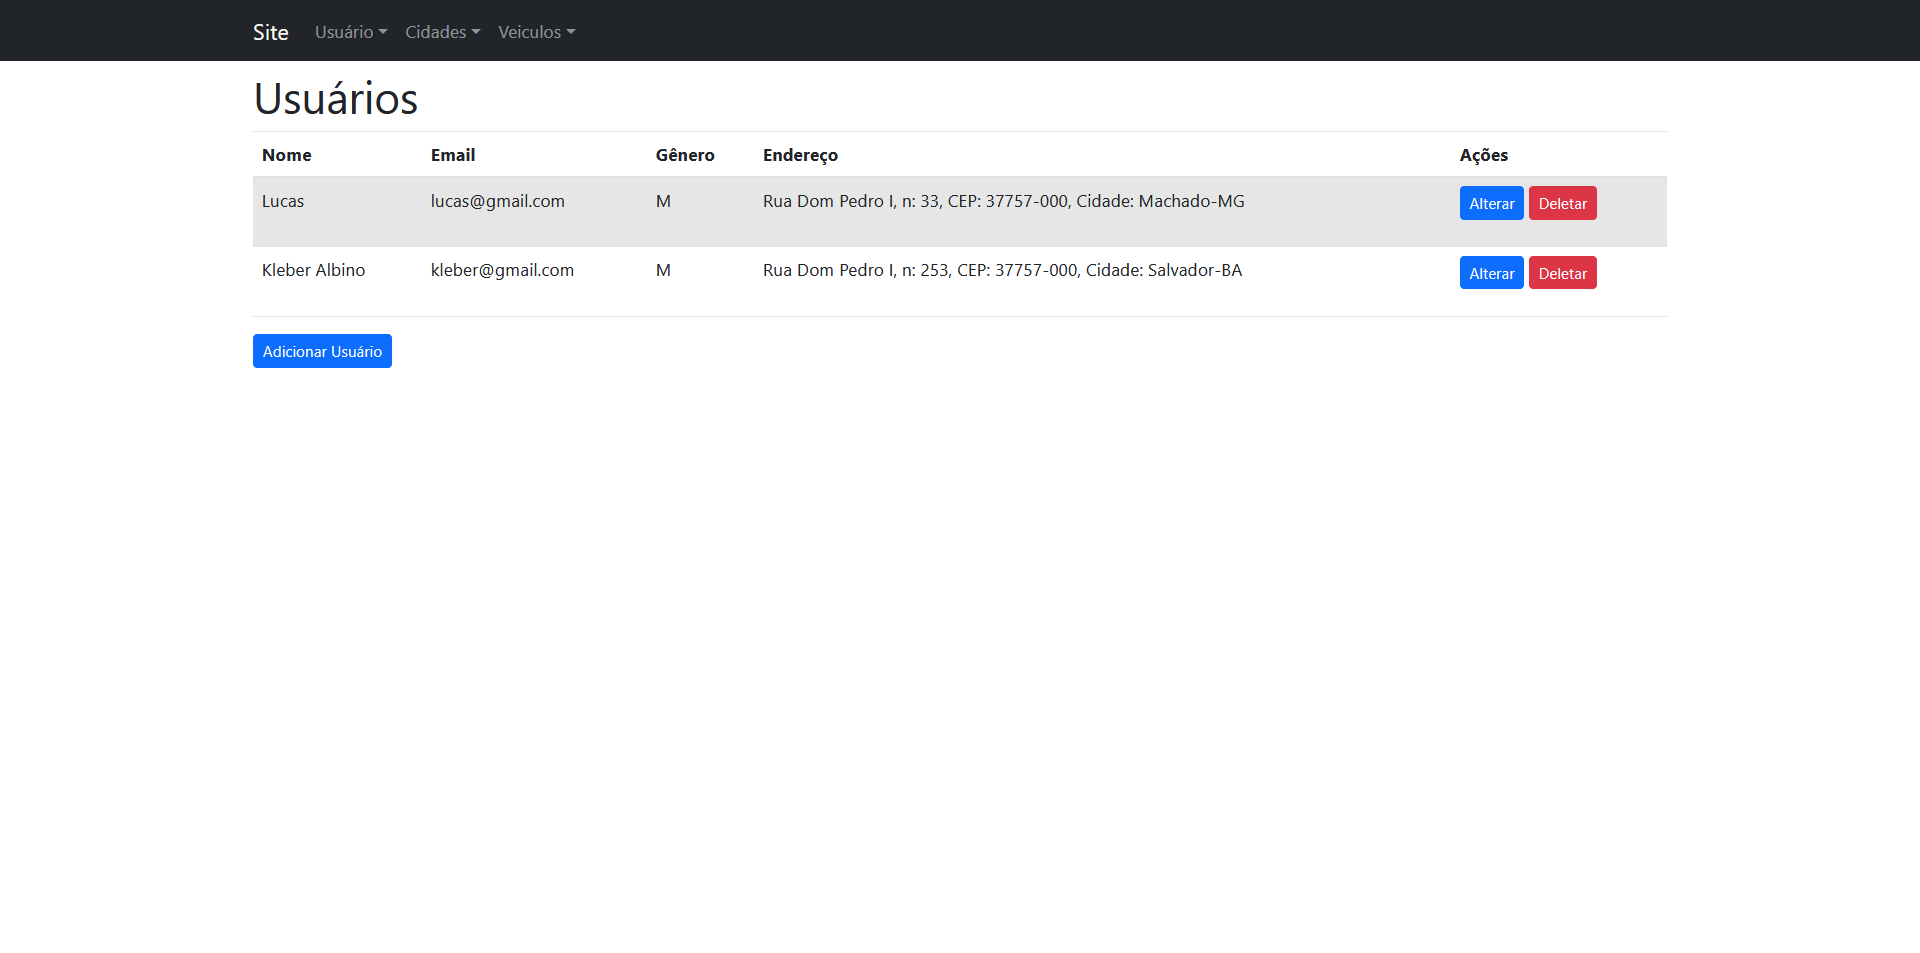 Site Usuário Cidades Veiculos
Usuários
Nome Email Gênero Endereço Ações
Lucas lucas@gmail.com M Rua Dom Pedro I, n: 33, CEP: 37757-000, Cidade: Machado-MG Alterar Deletar
Kleber Albino kleber@gmail.com M Rua Dom Pedro I, n: 253, CEP: 37757-000, Cidade: Salvador-BA Alterar Deletar
Adicionar Usuário